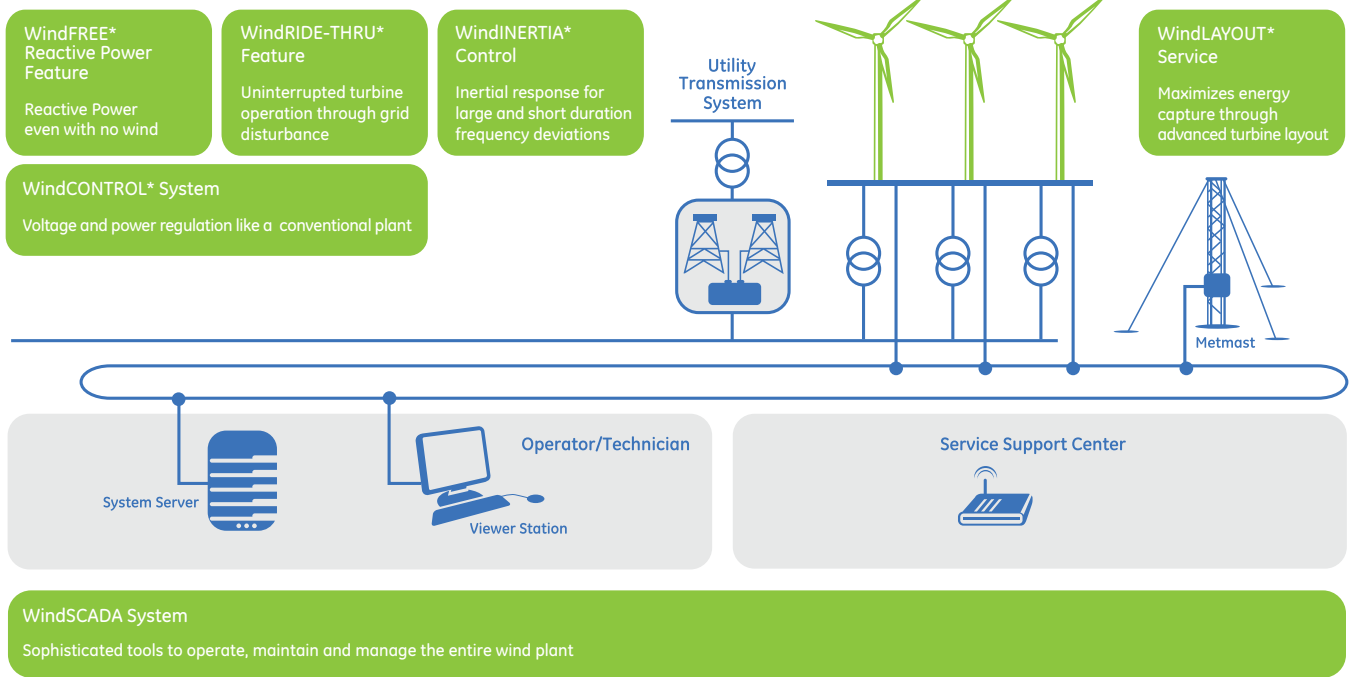 WindFREE*
Reactive Power
Feature
Reactive Power
even with no wind
WindRIDE-THRU*
Feature
Uninterrupted turbine
operation through grid
disturbance
WindINERTIA*
Control
Inertial response for
large and short duration
frequency deviations
Utility
Transmission
System
WindLAYOUT*
Service
Maximizes energy
capture through
advanced turbine layout
WindCONTROL* System
Voltage and power regulation like a conventional plant
Metmast
Operator/Technician
System Server
Viewer Station
Service Support Center
WindSCADA System
Sophisticated tools to operate, maintain and manage the entire wind plant